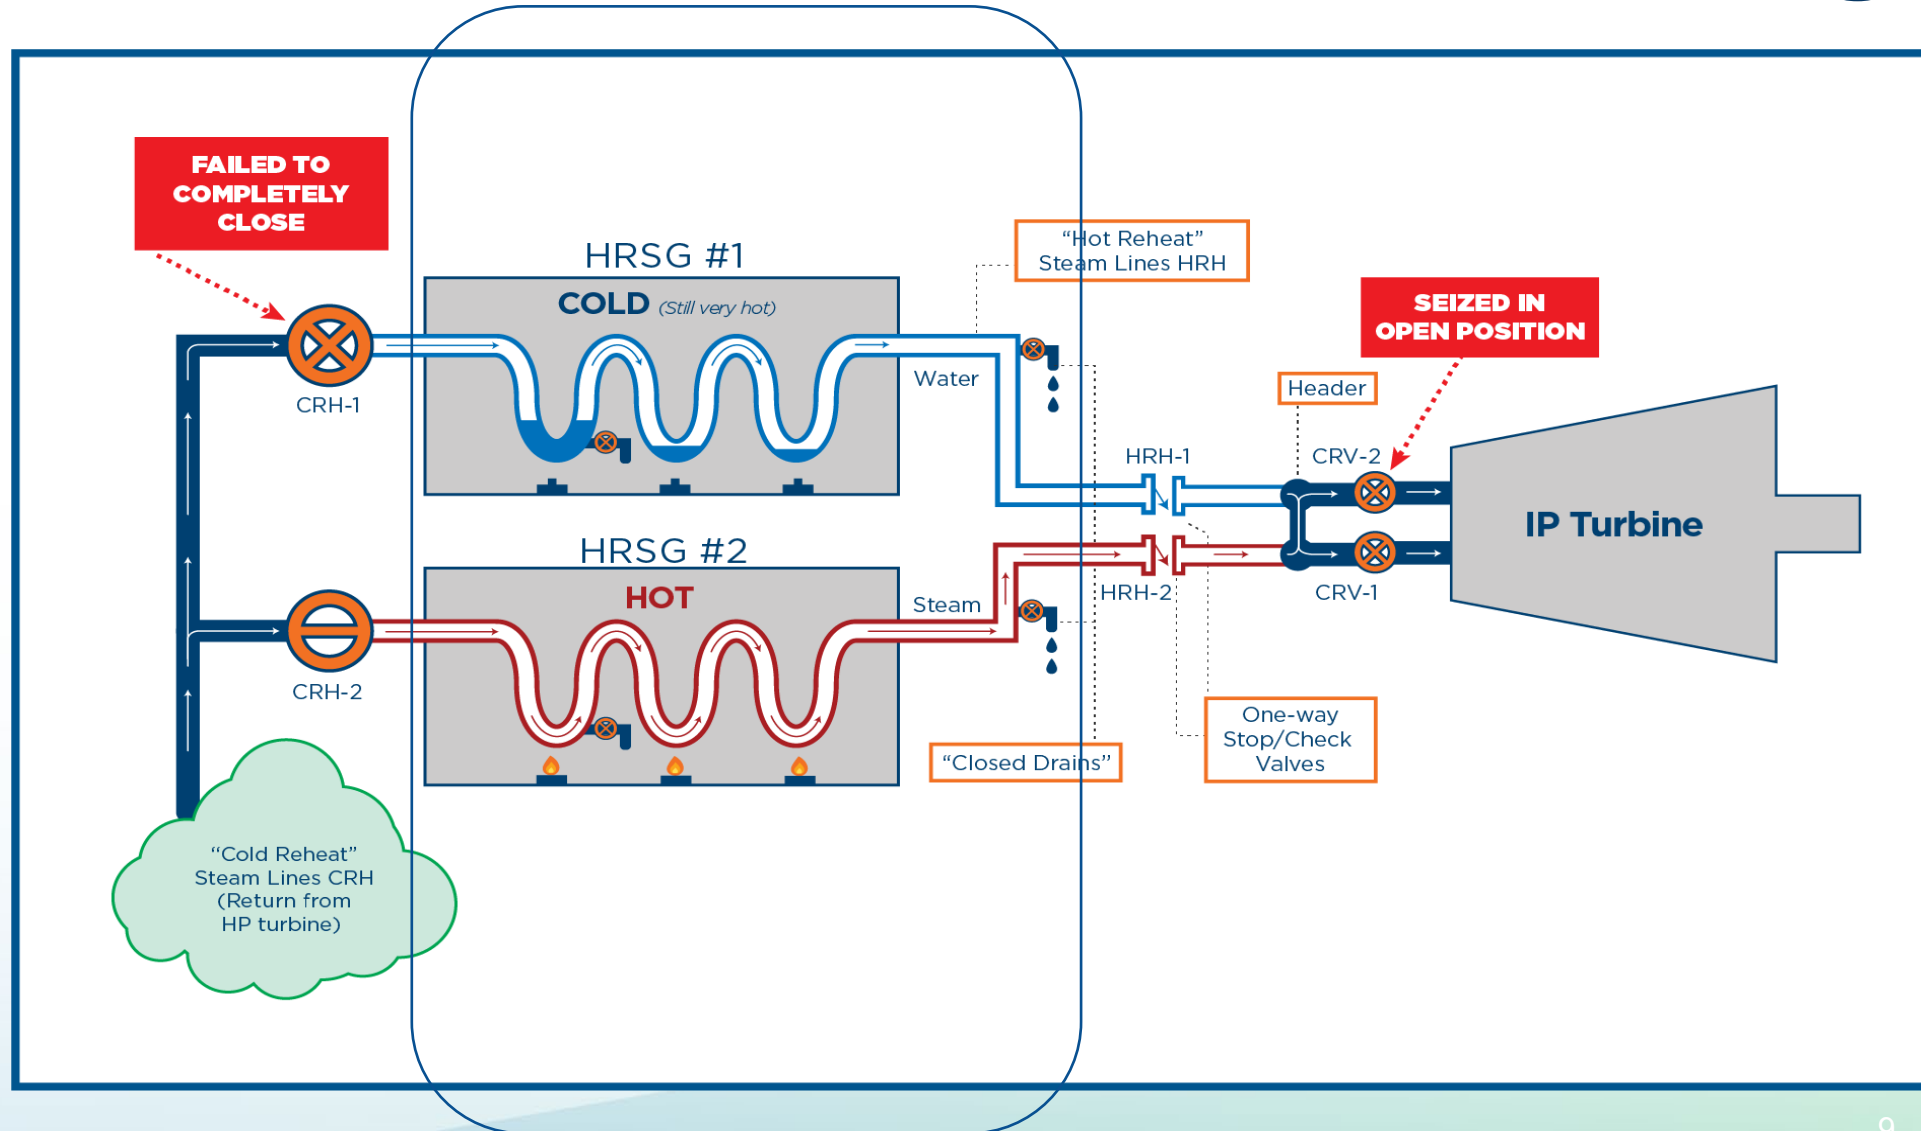 FAILED TO
COMPLETELY
CLOSE
HRSG #1
COLD (Still very hot)
CRH-1
Water
“Hot Reheat”
Steam Lines HRH
SEIZED IN
OPEN POSITION
Header
HRH-1
CRV-2
IP Turbine
HRSG #2
HOT
CRH-2
Steam
HRH-2
CRV-1
“Closed Drains”
One-way
Stop/Check
Valves
“Cold Reheat”
Steam Lines CRH
(Return from
HP turbine)
9